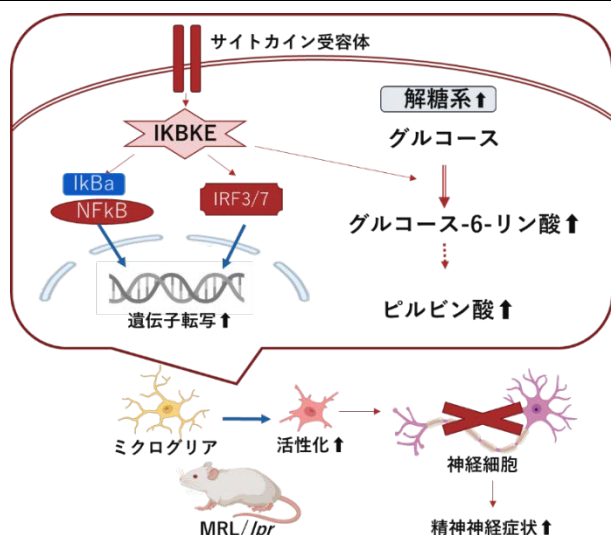 サイトカイン受容体
解糖系⬆
IKBKE
グルコース
IkBa
NFkB
IRF3/7
グルコース-6-リン酸⬆
遺伝子転写⬆
ピルビン酸⬆
ミクログリア
活性化⬆
神経細胞
MRL/lpr
精神神経症状⬆